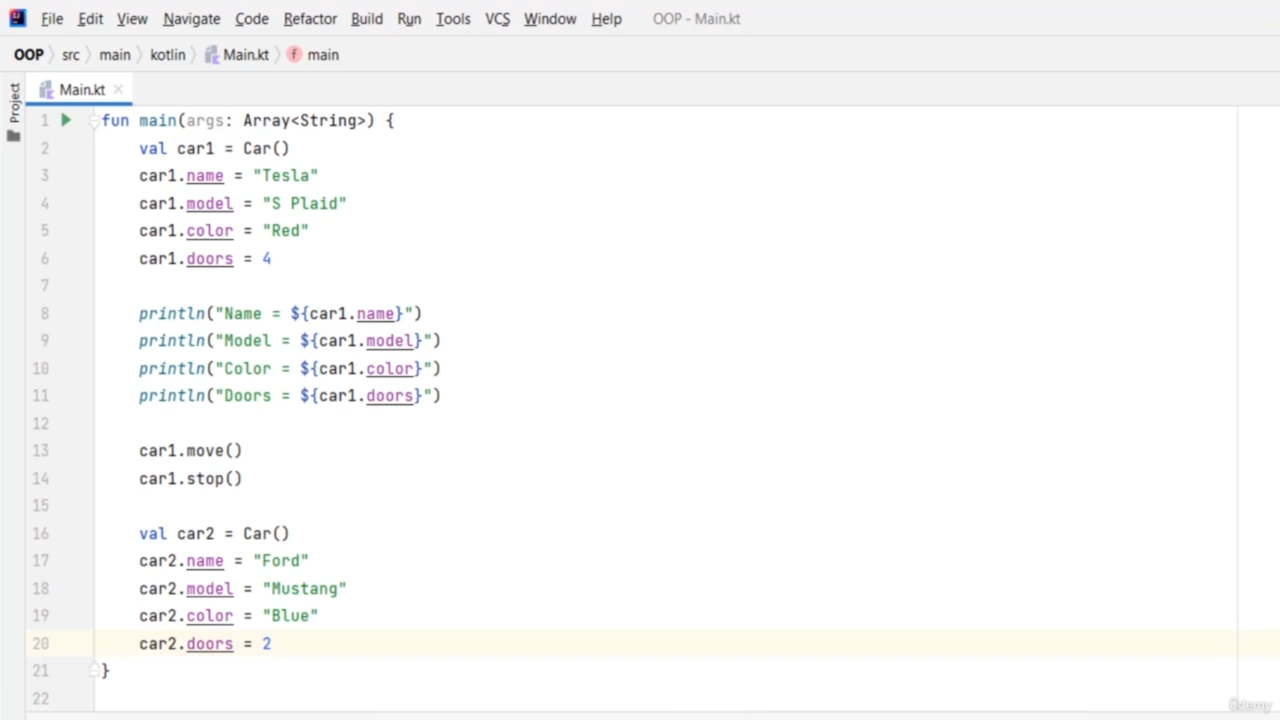 File Edit View Navigate Code Refactor Build Run Tools VCS Window Help OOP - Main.kt
OOP src main kotlin Main.kt main
Project
Main.kt
1 fun main(args: Array<String>) {
2 val car1 = Car()
3 car1.name = "Tesla"
4 car1.model = "S Plaid"
5 car1.color = "Red"
6 car1.doors = 4
7
8 println("Name = ${car1.name}")
9 println("Model = ${car1.model}")
10 println("Color = ${car1.color}")
11 println("Doors = ${car1.doors}")
12
13 car1.move()
14 car1.stop()
15
16 val car2 = Car()
17 car2.name = "Ford"
18 car2.model = "Mustang"
19 car2.color = "Blue"
20 car2.doors = 2
21 }
22
ûdemy